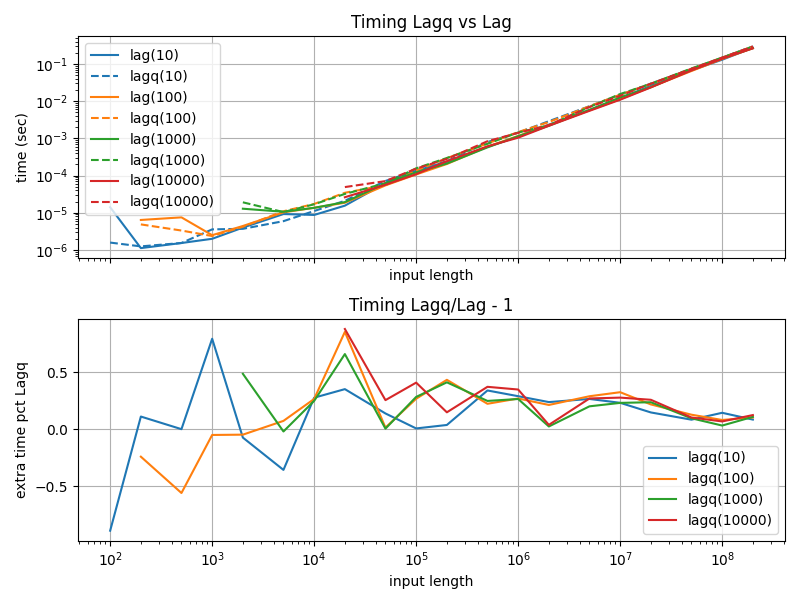 Timing Lagq vs Lag
time (sec)
10⁻¹
10⁻²
10⁻³
10⁻⁴
10⁻⁵
10⁻⁶
lag(10)
lagq(10)
lag(100)
lagq(100)
lag(1000)
lagq(1000)
lag(10000)
lagq(10000)
input length
Timing Lagq/Lag - 1
extra time pct Lagq
0.5
0.0
−0.5
lagq(10)
lagq(100)
lagq(1000)
lagq(10000)
10² 10³ 10⁴ 10⁵ 10⁶ 10⁷ 10⁸
input length